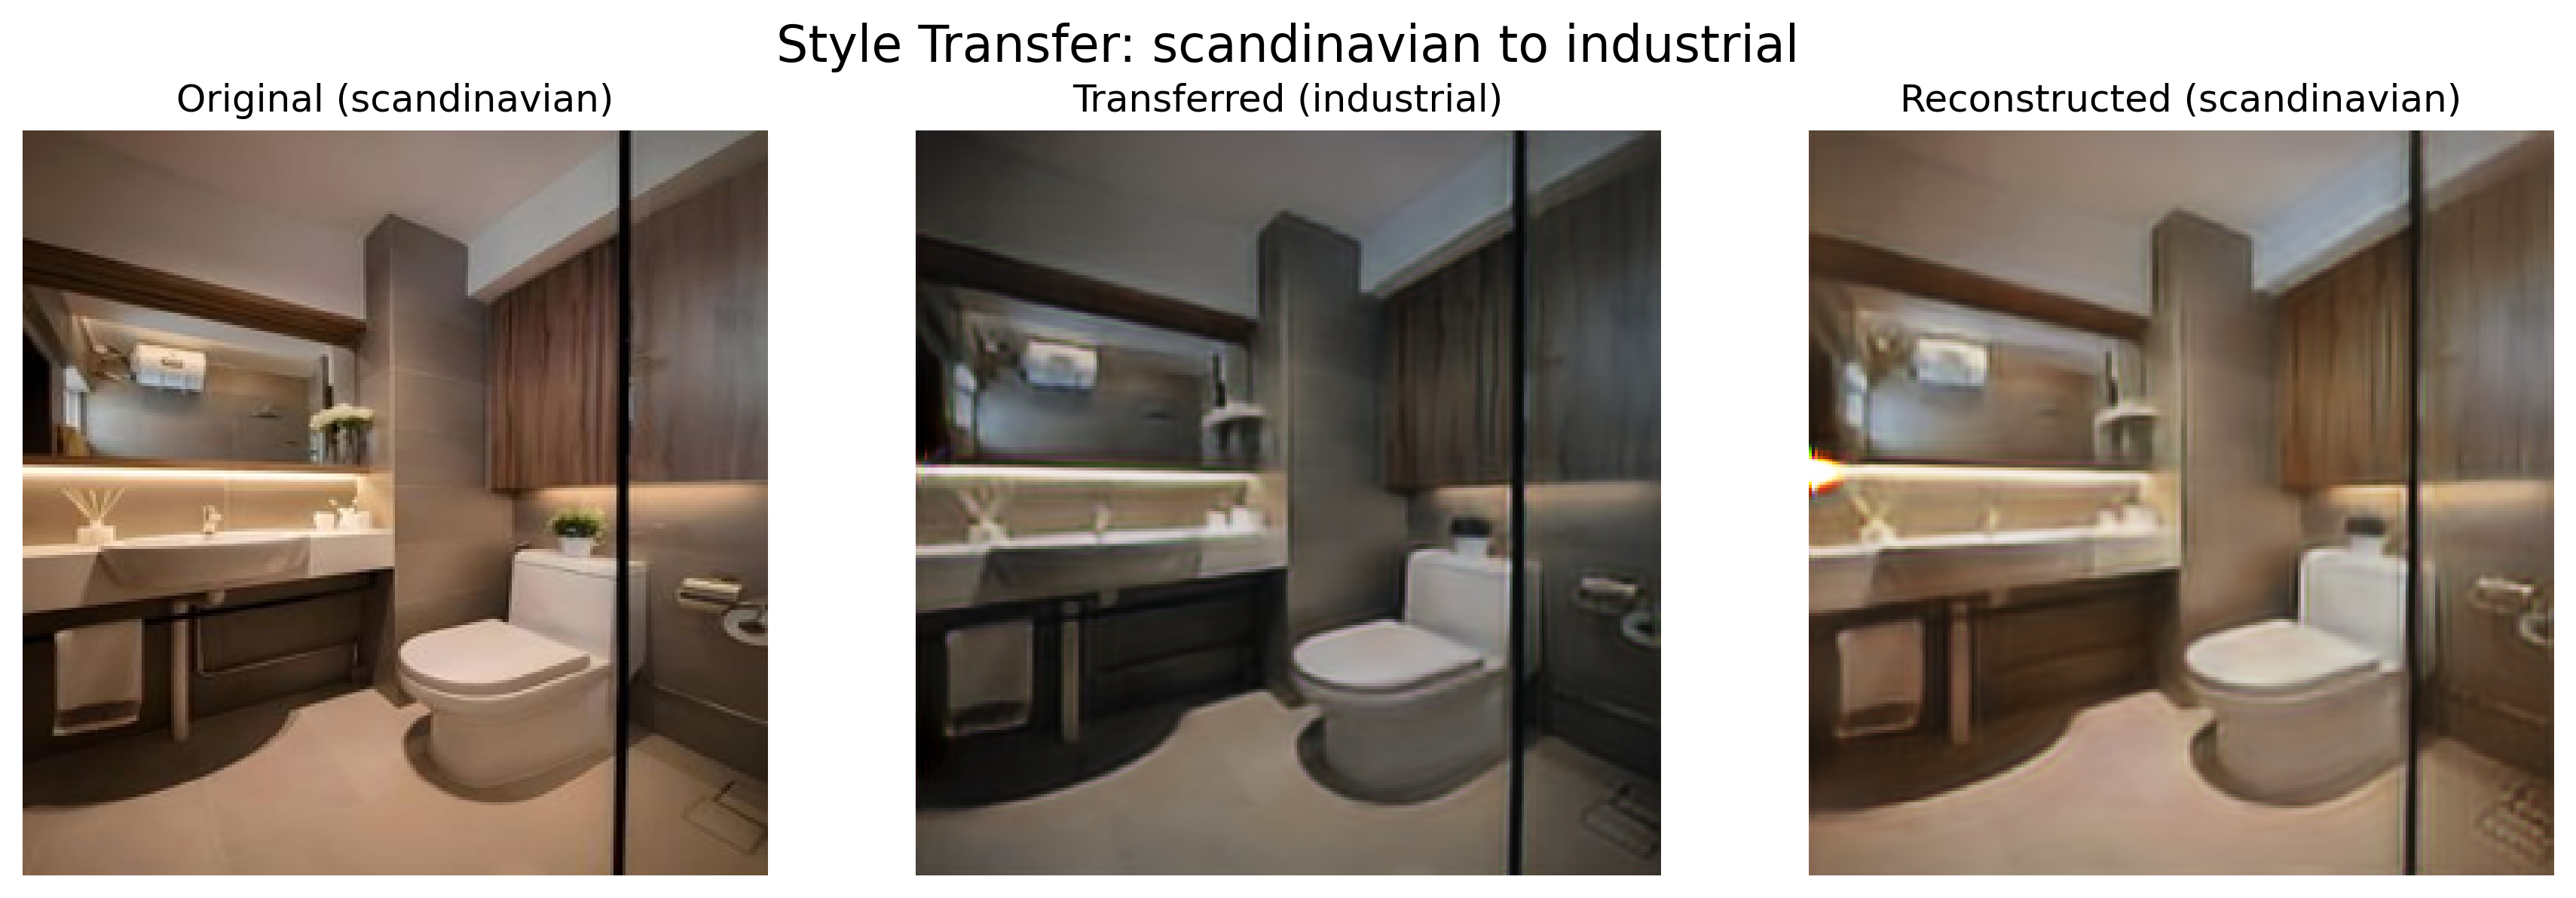 Style Transfer: scandinavian to industrial
Original (scandinavian)
Transferred (industrial)
Reconstructed (scandinavian)